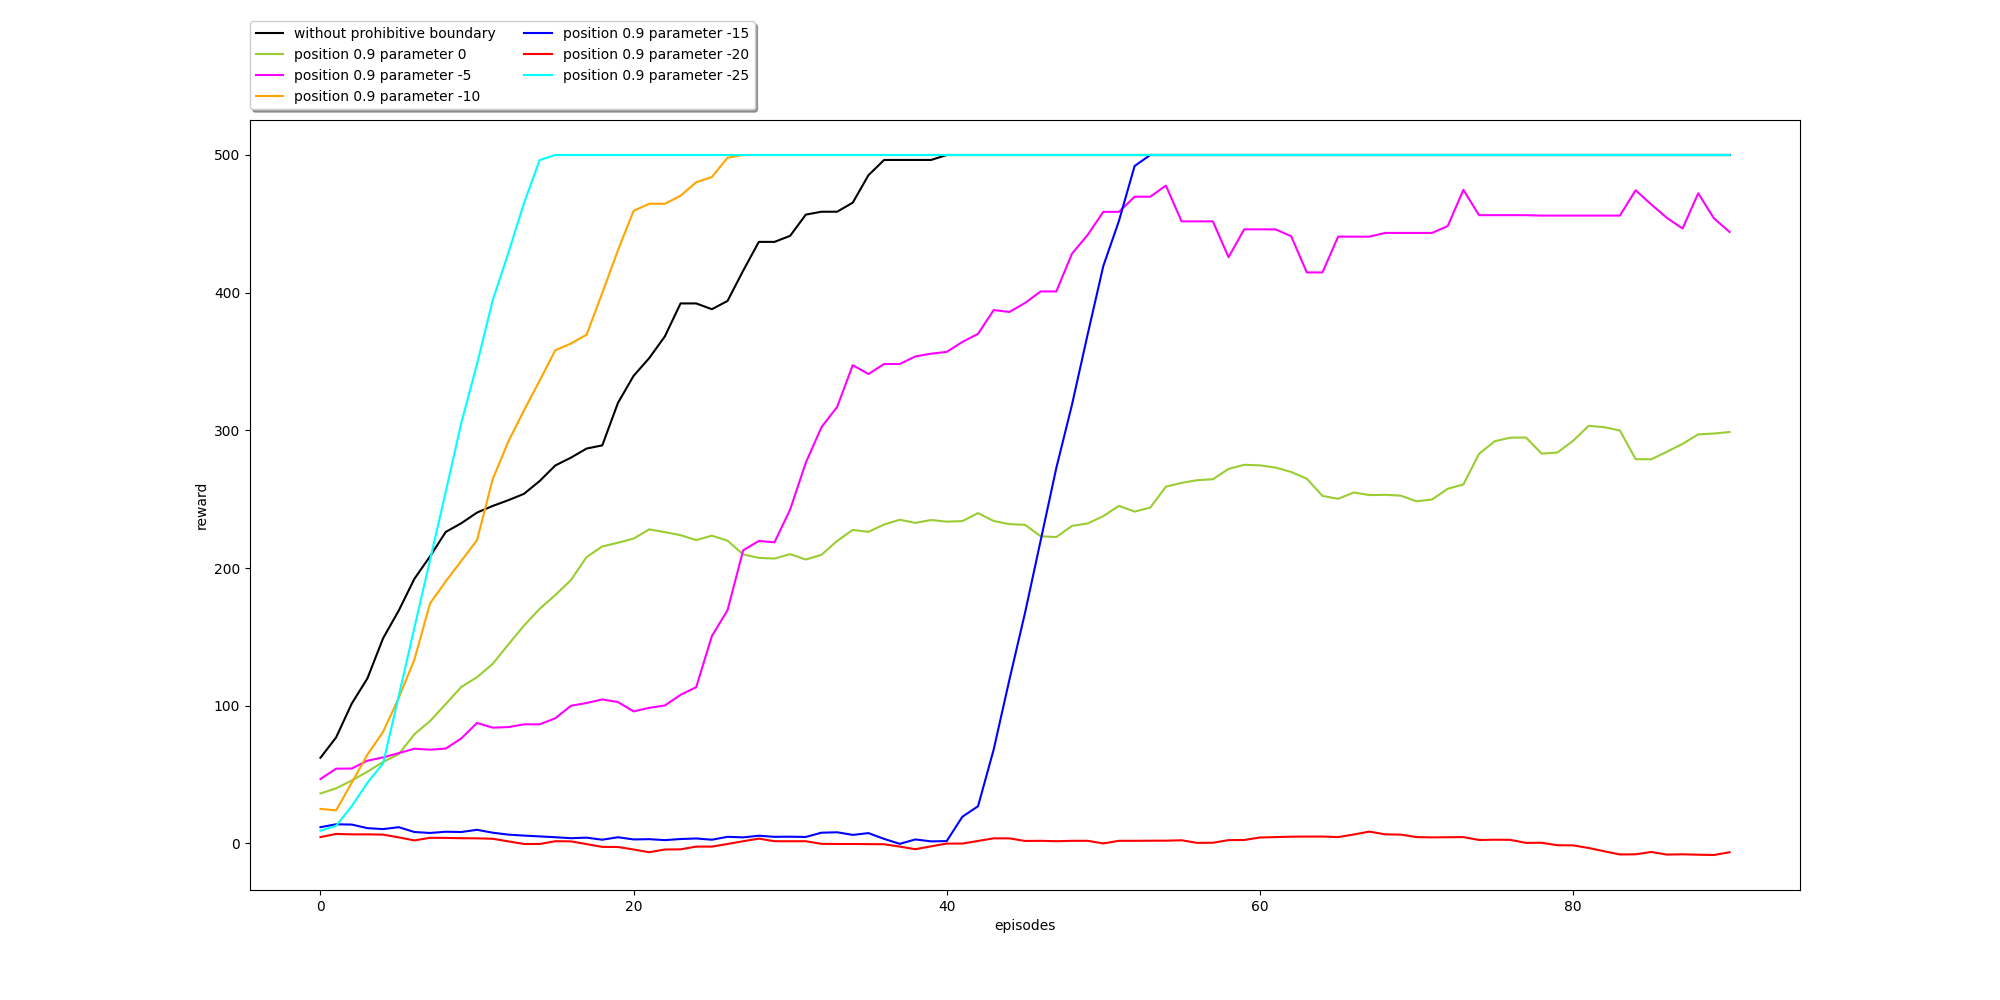 without prohibitive boundary
position 0.9 parameter 0
position 0.9 parameter -5
position 0.9 parameter -10
position 0.9 parameter -15
position 0.9 parameter -20
position 0.9 parameter -25
500
400
300
200
100
0
reward
0 20 40 60 80
episodes